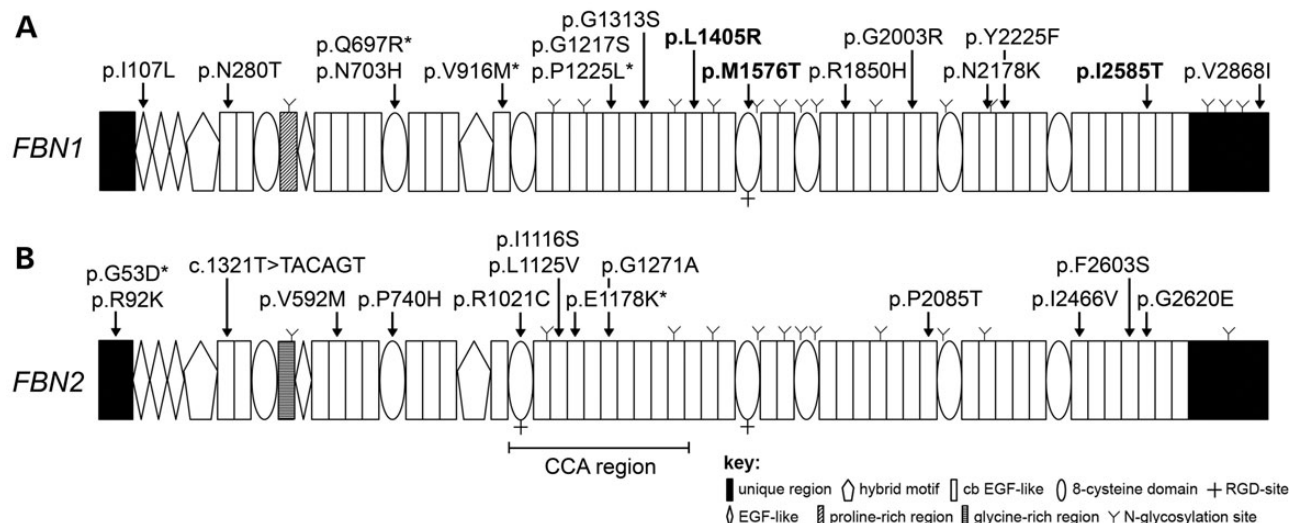 A
p.G1313S
p.Q697R* p.G1217S p.L1405R p.G2003R p.Y2225F
p.I107L p.N280T p.N703H p.V916M* p.P1225L* p.M1576T p.R1850H p.N2178K p.I2585T p.V2868I
FBN1
B
p.I1116S
p.G53D* c.1321T>TACAGT p.L1125V p.G1271A p.F2603S
p.R92K p.V592M p.P740H p.R1021C p.E1178K* p.P2085T p.I2466V p.G2620E
FBN2
CCA region
key:
unique region hybrid motif cb EGF-like 8-cysteine domain RGD-site
EGF-like proline-rich region glycine-rich region N-glycosylation site